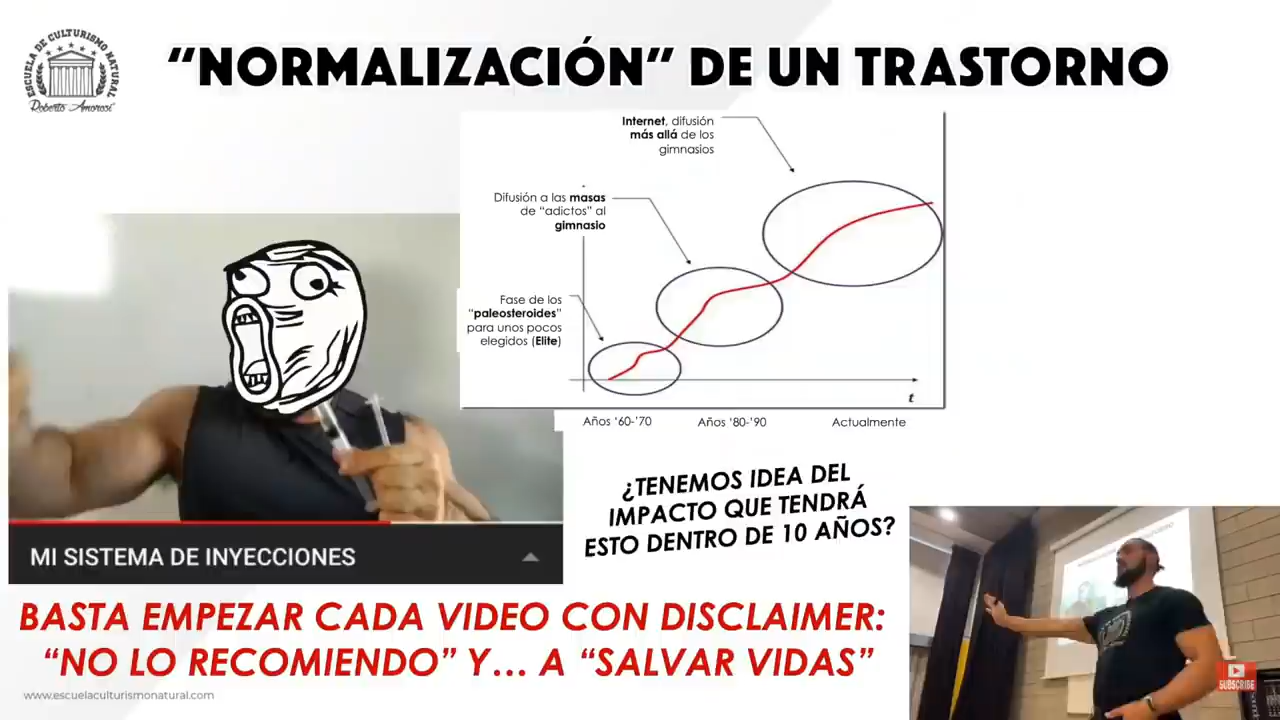 ESCUELA DE CULTURISMO NATURAL
Roberto Amorosi
“NORMALIZACIÓN“ DE UN TRASTORNO
Internet, difusión
más allá de los
gimnasios
Difusión a las masas
de “adictos” al
gimnasio
Fase de los
“paleosteroides”
para unos pocos
elegidos (Elite)
t
Años ‘60-’70
Años ‘80-’90
Actualmente
MI SISTEMA DE INYECCIONES
¿TENEMOS IDEA DEL
IMPACTO QUE TENDRÁ
ESTO DENTRO DE 10 AÑOS?
BASTA EMPEZAR CADA VIDEO CON DISCLAIMER:
“NO LO RECOMIENDO” Y… A “SALVAR VIDAS”
www.escuelaculturismonatural.com
SUBSCRIBE